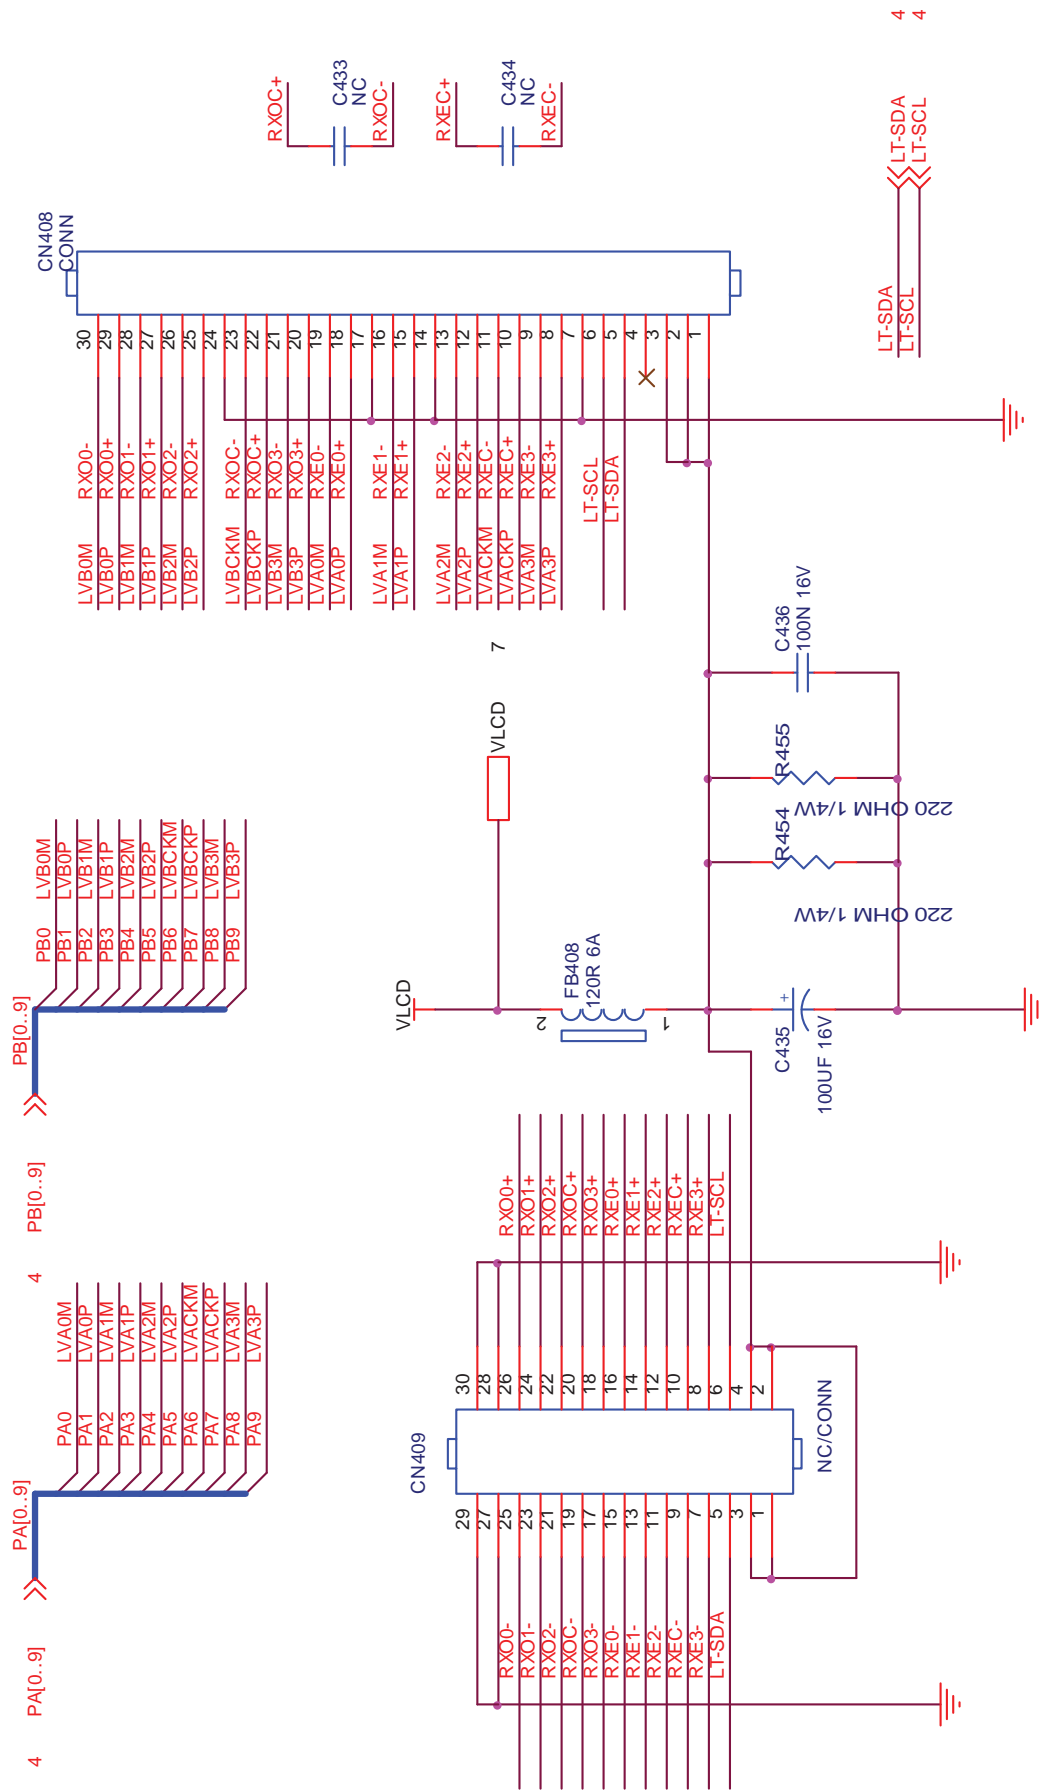 4
4
RXOC+
C433
NC
RXOC-
RXEC+
C434
NC
RXEC-
LT-SDA
LT-SCL
LT-SDA
LT-SCL
CN408
CONN
30
29
28
27
26
25
24
23
22
21
20
19
18
17
16
15
14
13
12
11
10
9
8
7
6
5
4
3
2
1
LVB0M RXO0-
LVB0P RXO0+
LVB1M RXO1-
LVB1P RXO1+
LVB2M RXO2-
LVB2P RXO2+
LVBCKM RXOC-
LVBCKP RXOC+
LVB3M RXO3-
LVB3P RXO3+
LVA0M RXE0-
LVA0P RXE0+
LVA1M RXE1-
LVA1P RXE1+
LVA2M RXE2-
LVA2P RXE2+
LVACKM RXEC-
LVACKP RXEC+
LVA3M RXE3-
LVA3P RXE3+
LT-SCL
LT-SDA
VLCD 7
C436
100N 16V
R455
220 OHM 1/4W
R454
220 OHM 1/4W
VLCD
2
FB408
120R 6A
1
+
C435
100UF 16V
PB[0..9]
4 PB[0..9]
PB0 LVB0M
PB1 LVB0P
PB2 LVB1M
PB3 LVB1P
PB4 LVB2M
PB5 LVB2P
PB6 LVBCKM
PB7 LVBCKP
PB8 LVB3M
PB9 LVB3P
PA[0..9]
4 PA[0..9]
PA0 LVA0M
PA1 LVA0P
PA2 LVA1M
PA3 LVA1P
PA4 LVA2M
PA5 LVA2P
PA6 LVACKM
PA7 LVACKP
PA8 LVA3M
PA9 LVA3P
CN409
NC/CONN
29 30
27 28
RXO0- 25 26 RXO0+
RXO1- 23 24 RXO1+
RXO2- 21 22 RXO2+
RXOC- 19 20 RXOC+
RXO3- 17 18 RXO3+
RXE0- 15 16 RXE0+
RXE1- 13 14 RXE1+
RXE2- 11 12 RXE2+
RXEC- 9 10 RXEC+
RXE3- 7 8 RXE3+
LT-SDA 5 6 LT-SCL
3 4
1 2